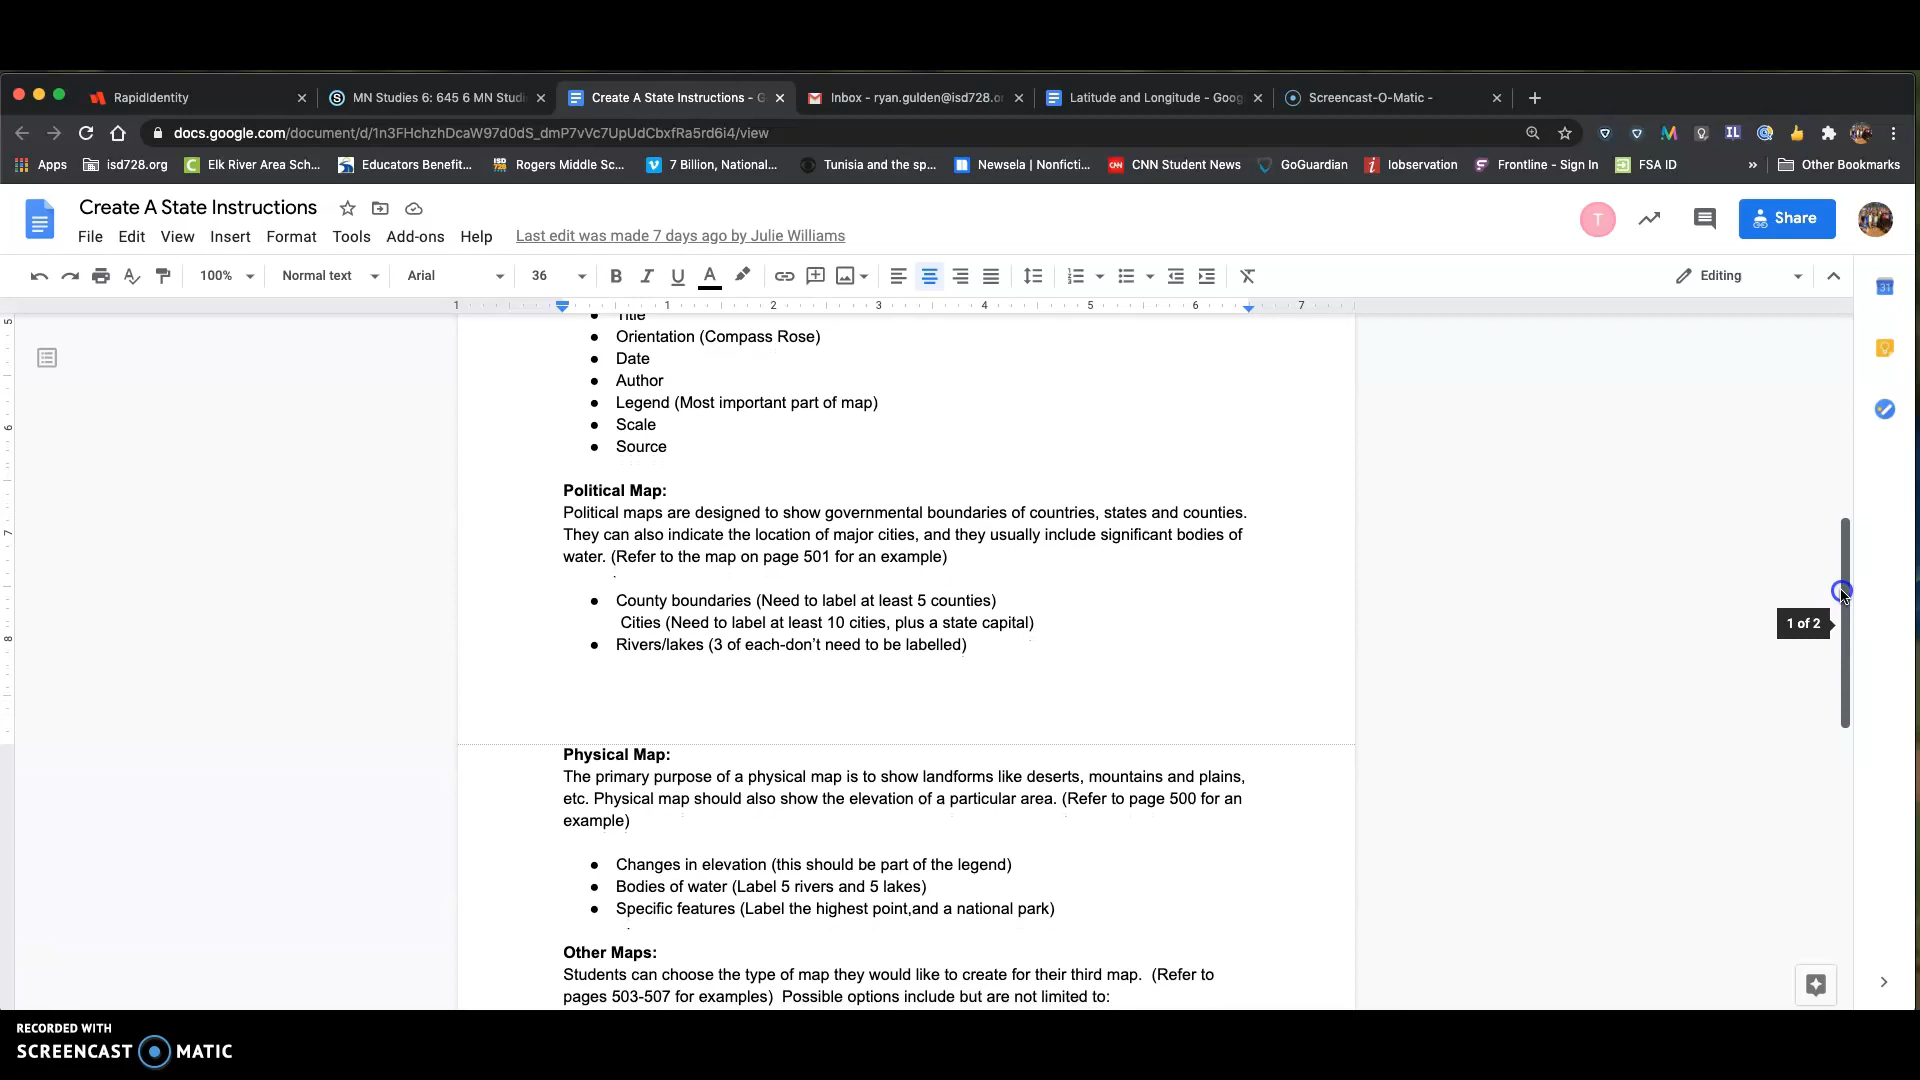 RapidIdentity
MN Studies 6: 645 6 MN Studi
Create A State Instructions - G
Inbox - ryan.gulden@isd728.o
Latitude and Longitude - Goog
Screencast-O-Matic -
docs.google.com/document/d/1n3FHchzhDcaW97d0dS_dmP7vVc7UpUdCbxfRa5rd6i4/view
Apps
isd728.org
Elk River Area Sch...
Educators Benefit...
Rogers Middle Sc...
7 Billion, National...
Tunisia and the sp...
Newsela | Nonficti...
CNN Student News
GoGuardian
Iobservation
Frontline - Sign In
FSA ID
»
Other Bookmarks
Create A State Instructions
T
Share
File Edit View Insert Format Tools Add-ons Help Last edit was made 7 days ago by Julie Williams
100% Normal text Arial 36 B I U A Editing
1 1 2 3 4 5 6 7
5
6
7
8
31
Title
● Orientation (Compass Rose)
● Date
● Author
● Legend (Most important part of map)
● Scale
● Source
Political Map:
Political maps are designed to show governmental boundaries of countries, states and counties.
They can also indicate the location of major cities, and they usually include significant bodies of
water. (Refer to the map on page 501 for an example)
● County boundaries (Need to label at least 5 counties)
Cities (Need to label at least 10 cities, plus a state capital)
● Rivers/lakes (3 of each-don’t need to be labelled)
1 of 2
Physical Map:
The primary purpose of a physical map is to show landforms like deserts, mountains and plains,
etc. Physical map should also show the elevation of a particular area. (Refer to page 500 for an
example)
● Changes in elevation (this should be part of the legend)
● Bodies of water (Label 5 rivers and 5 lakes)
● Specific features (Label the highest point,and a national park)
Other Maps:
Students can choose the type of map they would like to create for their third map. (Refer to
pages 503-507 for examples) Possible options include but are not limited to:
RECORDED WITH
SCREENCAST MATIC